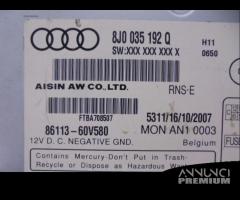 8J0 035 192 Q
SW:XXX XXX XXX X
H11
0650
AISIN AW CO.,LTD.
RNS-E
FTBA708507
5311/16/10/2007
86113-60V580
MON AN1 0003
12V D.C. NEGATIVE GND.
Belgium
FUSE
Contains Mercury-Don't Put in Trash-
Recycle or Dispose as Hazardous Wa
ANNUNCI
PREMIUM